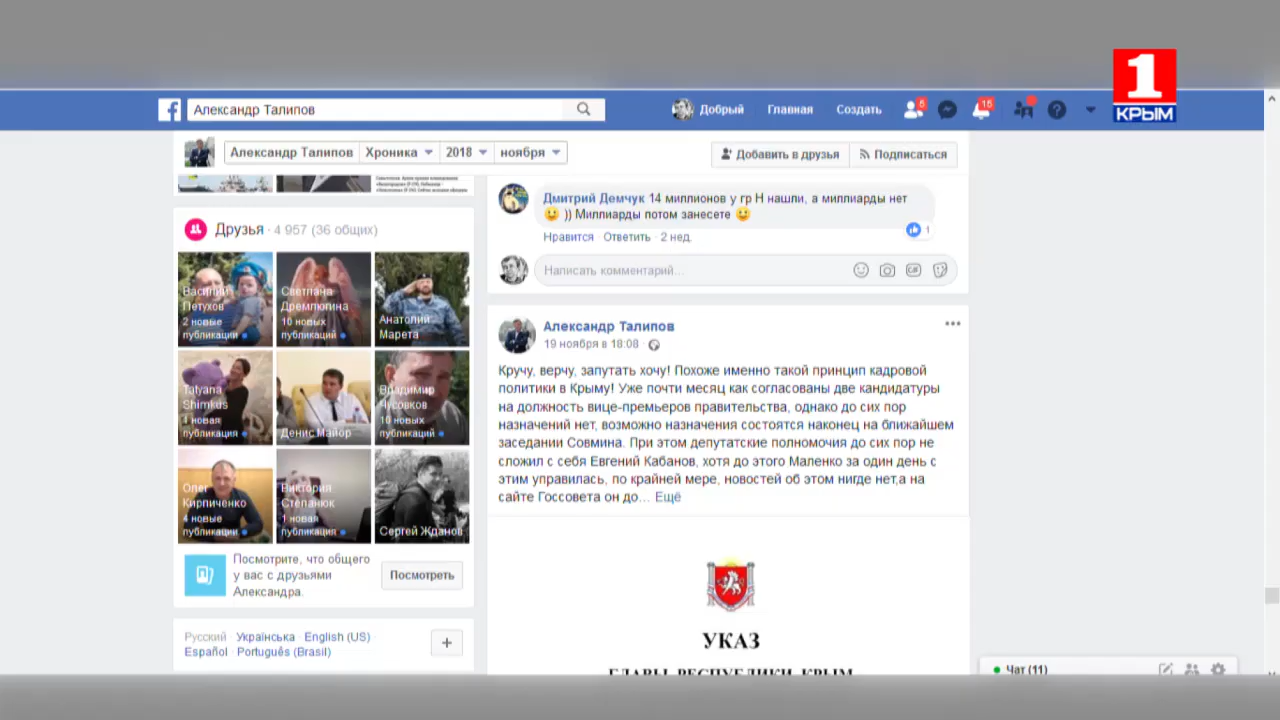 1
КРЫМ
Александр Талипов
Добрый Главная Создать 6 16
Александр Талипов Хроника 2018 ноября
Добавить в друзья Подписаться
Друзья · 4 957 (36 общих)
Василий Петухов
2 новые публикации
Светлана Дремлюгина
10 новых публикаций
Анатолий Марета
Tatyana Shimkus
1 новая публикация
Денис Майор
Владимир Чусовков
10 новых публикаций
Олег Кирпиченко
4 новые публикации
Виктория Степанюк
1 новая публикация
Сергей Жданов
Посмотрите, что общего
у вас с друзьями
Александра.
Посмотреть
Русский · Українська · English (US) ·
Español · Português (Brasil)
+
Дмитрий Демчук 14 миллионов у гр Н нашли, а миллиарды нет
🙂 )) Миллиарды потом занесете 🙂
Нравится · Ответить · 2 нед.
1
Написать комментарий...
GIF
Александр Талипов
19 ноября в 18:08 ·
Кручу, верчу, запутать хочу! Похоже именно такой принцип кадровой
политики в Крыму! Уже почти месяц как согласованы две кандидатуры
на должность вице-премьеров правительства, однако до сих пор
назначений нет, возможно назначения состоятся наконец на ближайшем
заседании Совмина. При этом депутатские полномочия до сих пор не
сложил с себя Евгений Кабанов, хотя до этого Маленко за один день с
этим управилась, по крайней мере, новостей об этом нигде нет,а на
сайте Госсовета он до... Ещё
УКАЗ
ГЛАВЫ РЕСПУБЛИКИ КРЫМ
Чат (11)